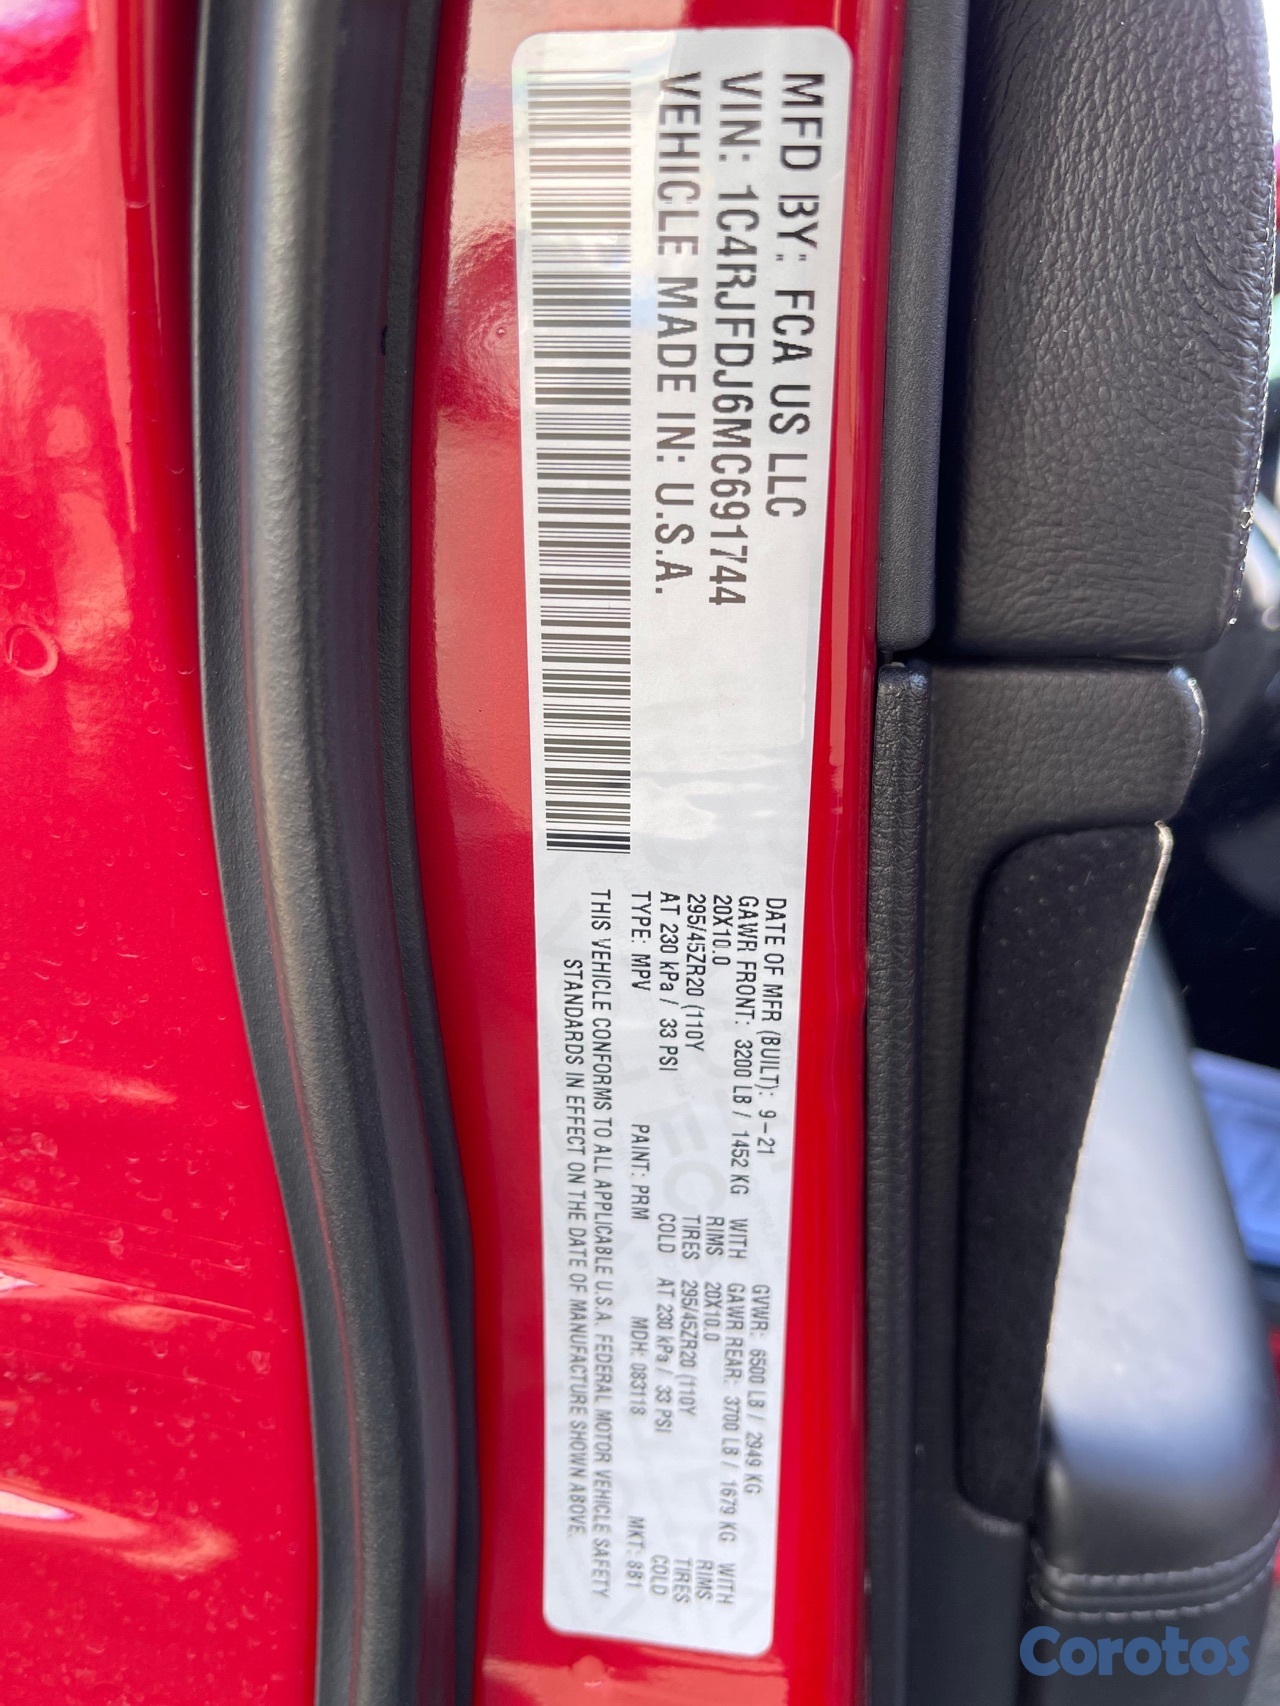 MFD BY: FCA US LLC
VIN: 1C4RJFDJ6MC691744
VEHICLE MADE IN: U.S.A.
DATE OF MFR (BUILT): 9-21 GVWR: 6500 LB / 2949 KG
GAWR FRONT: 3200 LB / 1452 KG WITH GAWR REAR: 3700 LB / 1679 KG WITH
20X10.0 RIMS 20X10.0 RIMS
295/45ZR20 (110Y TIRES 295/45ZR20 (110Y TIRES
AT 230 kPa / 33 PSI COLD AT 230 kPa / 33 PSI COLD
TYPE: MPV PAINT: PRM MDH: 083118 MKT: 881
THIS VEHICLE CONFORMS TO ALL APPLICABLE U.S.A. FEDERAL MOTOR VEHICLE SAFETY
STANDARDS IN EFFECT ON THE DATE OF MANUFACTURE SHOWN ABOVE.
Corotos